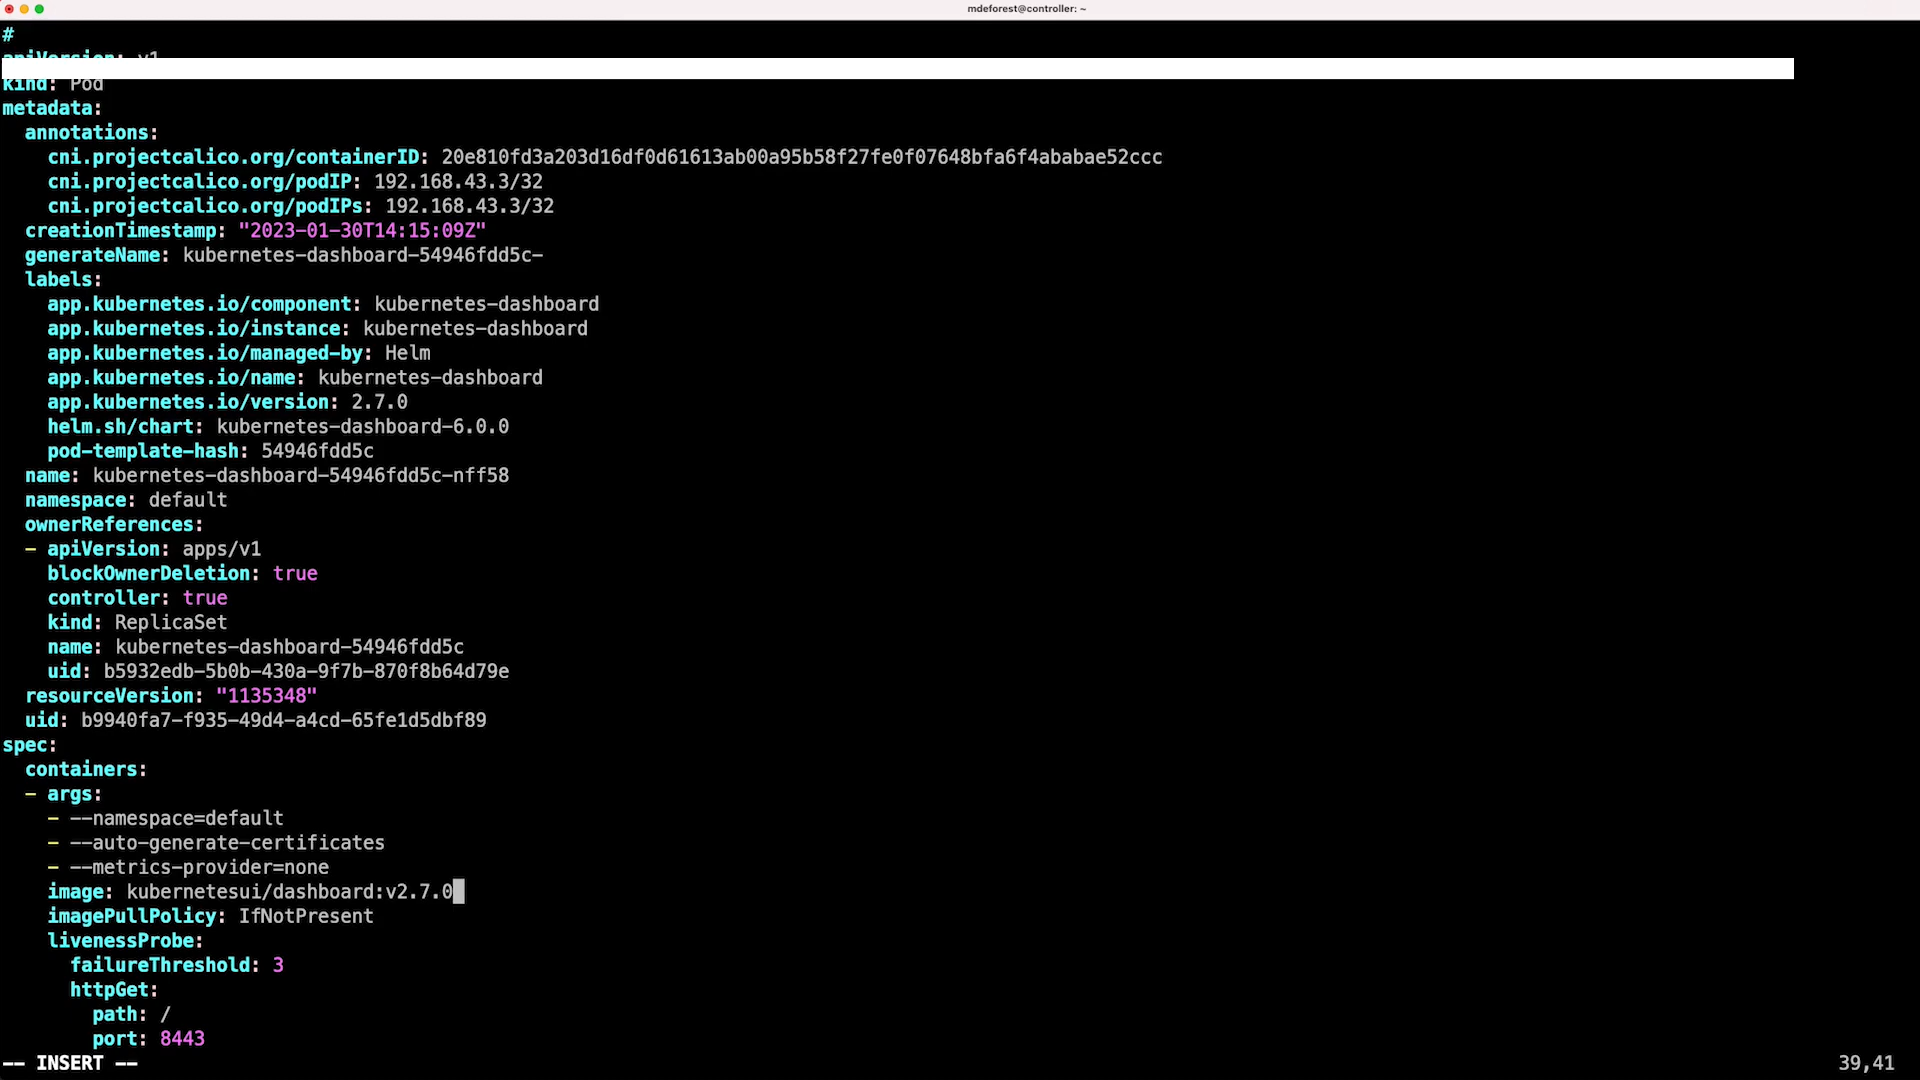 mdeforest@controller: ~
#
apiVersion: v1
kind: Pod
metadata:
  annotations:
    cni.projectcalico.org/containerID: 20e810fd3a203d16df0d61613ab00a95b58f27fe0f07648bfa6f4ababae52ccc
    cni.projectcalico.org/podIP: 192.168.43.3/32
    cni.projectcalico.org/podIPs: 192.168.43.3/32
  creationTimestamp: "2023-01-30T14:15:09Z"
  generateName: kubernetes-dashboard-54946fdd5c-
  labels:
    app.kubernetes.io/component: kubernetes-dashboard
    app.kubernetes.io/instance: kubernetes-dashboard
    app.kubernetes.io/managed-by: Helm
    app.kubernetes.io/name: kubernetes-dashboard
    app.kubernetes.io/version: 2.7.0
    helm.sh/chart: kubernetes-dashboard-6.0.0
    pod-template-hash: 54946fdd5c
  name: kubernetes-dashboard-54946fdd5c-nff58
  namespace: default
  ownerReferences:
  - apiVersion: apps/v1
    blockOwnerDeletion: true
    controller: true
    kind: ReplicaSet
    name: kubernetes-dashboard-54946fdd5c
    uid: b5932edb-5b0b-430a-9f7b-870f8b64d79e
  resourceVersion: "1135348"
  uid: b9940fa7-f935-49d4-a4cd-65fe1d5dbf89
spec:
  containers:
  - args:
    - --namespace=default
    - --auto-generate-certificates
    - --metrics-provider=none
    image: kubernetesui/dashboard:v2.7.0
    imagePullPolicy: IfNotPresent
    livenessProbe:
      failureThreshold: 3
      httpGet:
        path: /
        port: 8443
-- INSERT -- 39,41